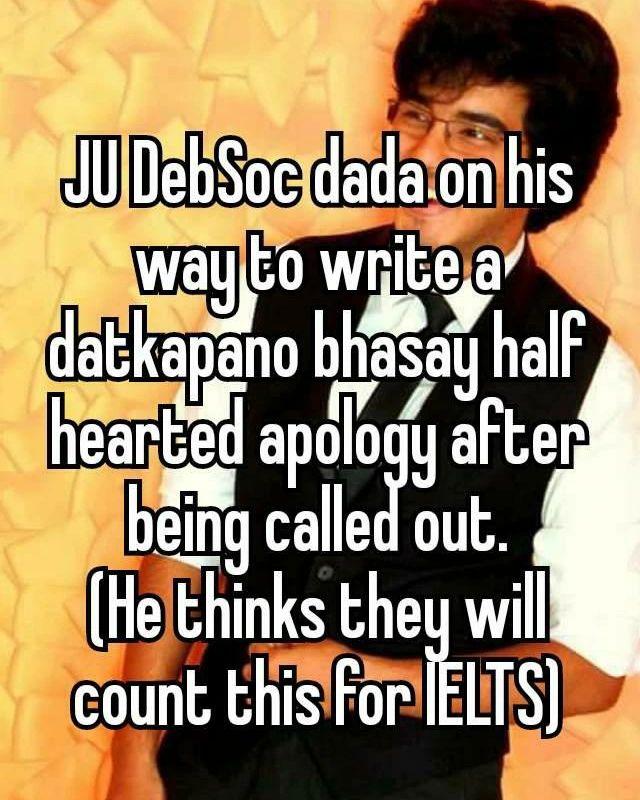 JU DebSoc dada on his
way to write a
datkapano bhasay half
hearted apology after
being called out.
(He thinks they will
count this for IELTS)